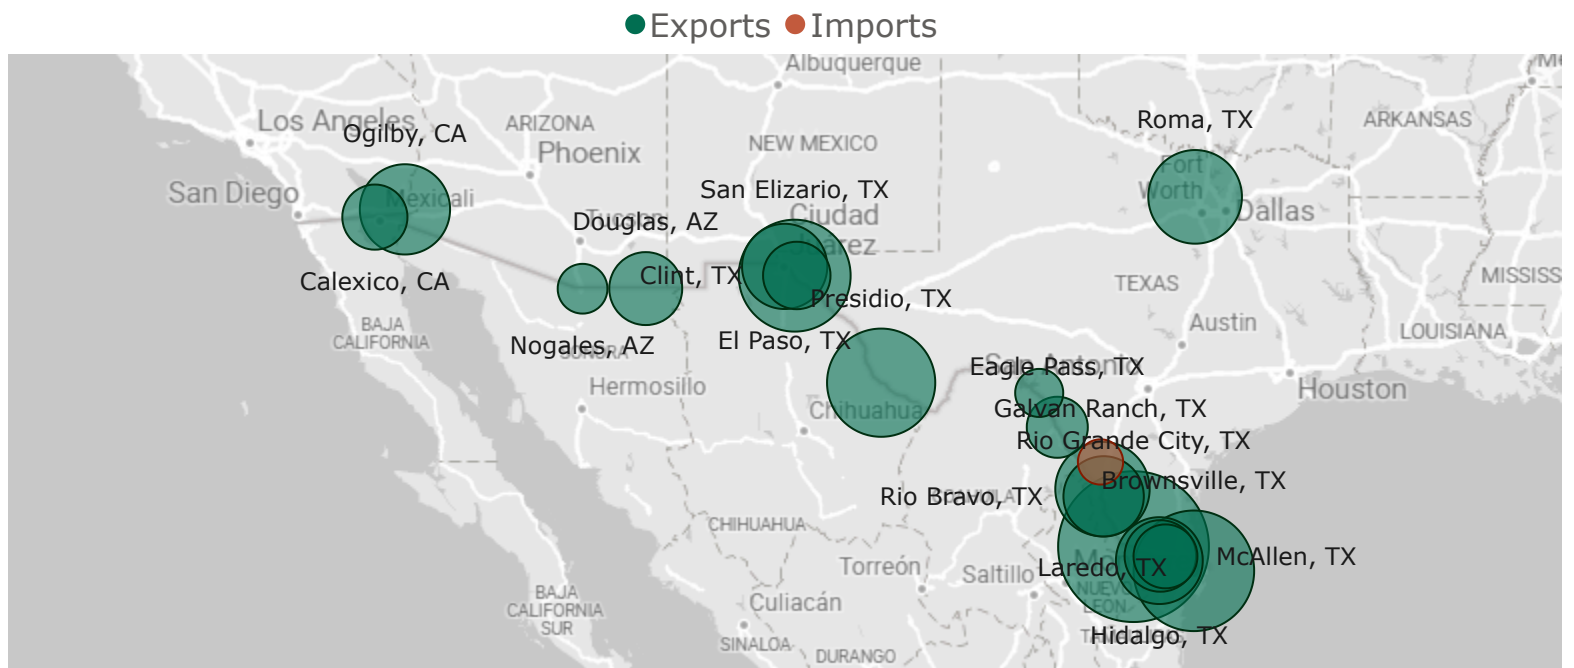 Exports Imports
Albuquerque
Los Angeles
Ogilby, CA
ARIZONA
Phoenix
NEW MEXICO
Roma, TX
ARKANSAS
San Diego
Mexicali
San Elizario, TX
Fort
Worth
Dallas
Tucson
Douglas, AZ
Ciudad
Juarez
Calexico, CA
Clint, TX
Presidio, TX
TEXAS
MISSISS
BAJA
CALIFORNIA
Nogales, AZ
SONORA
El Paso, TX
Austin
LOUISIANA
Hermosillo
Eagle Pass, TX
San Antonio
Houston
Chihuahua
Galvan Ranch, TX
Rio Grande City, TX
Brownsville, TX
Rio Bravo, TX
COAHUILA
CHIHUAHUA
McAllen, TX
Torreón
Saltillo
Laredo, TX
NUEVO
LEON
BAJA
CALIFORNIA
SUR
Culiacán
Hidalgo, TX
SINALOA
DURANGO